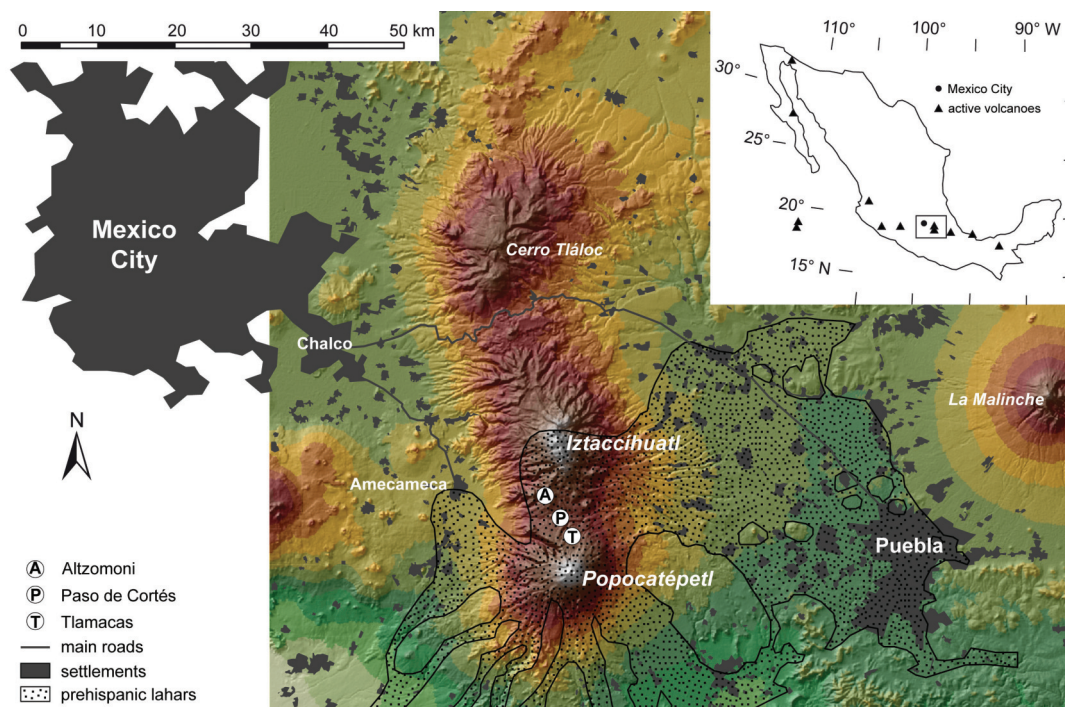 0 10 20 30 40 50 km
110° 100° 90° W
30°
25°
20°
15° N
Mexico City
active volcanoes
Mexico
City
Cerro Tláloc
Chalco
La Malinche
N
Iztaccíhuatl
Amecameca
A
P
T
Puebla
Popocatépetl
A Altzomoni
P Paso de Cortés
T Tlamacas
main roads
settlements
prehispanic lahars